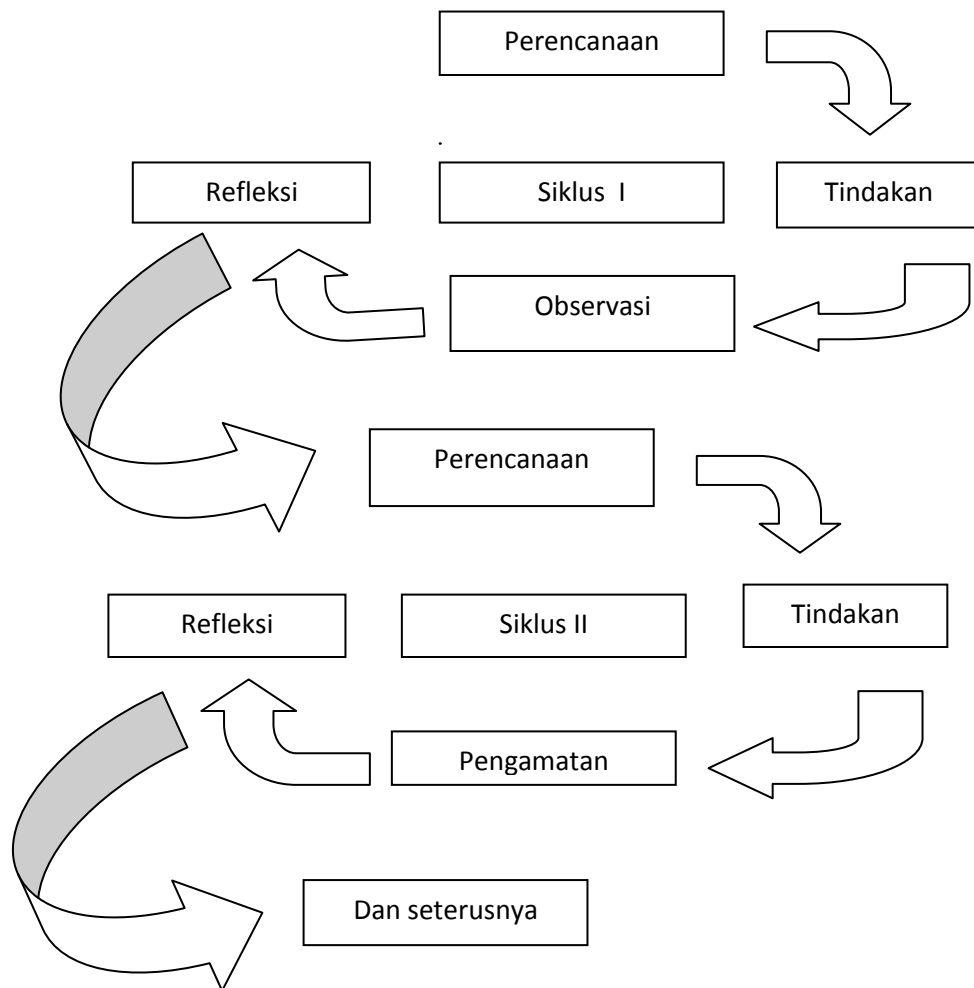 Perencanaan
.
Refleksi
Siklus I
Tindakan
Observasi
Perencanaan
Refleksi
Siklus II
Tindakan
Pengamatan
Dan seterusnya